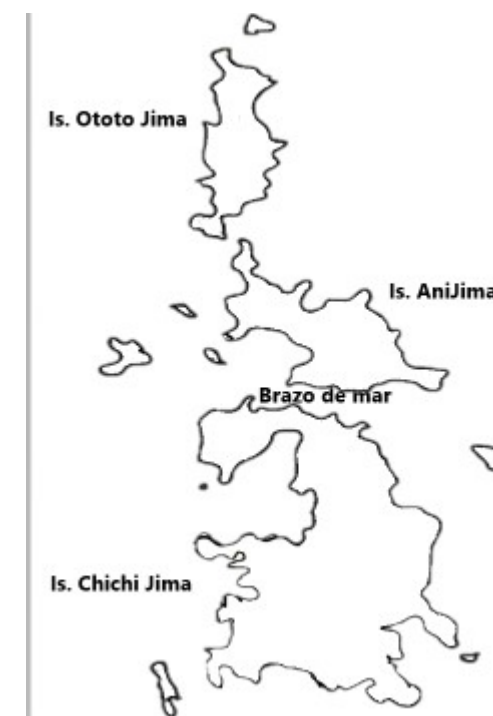 Is. Ototo Jima
Is. AniJima
Brazo de mar
Is. Chichi Jima